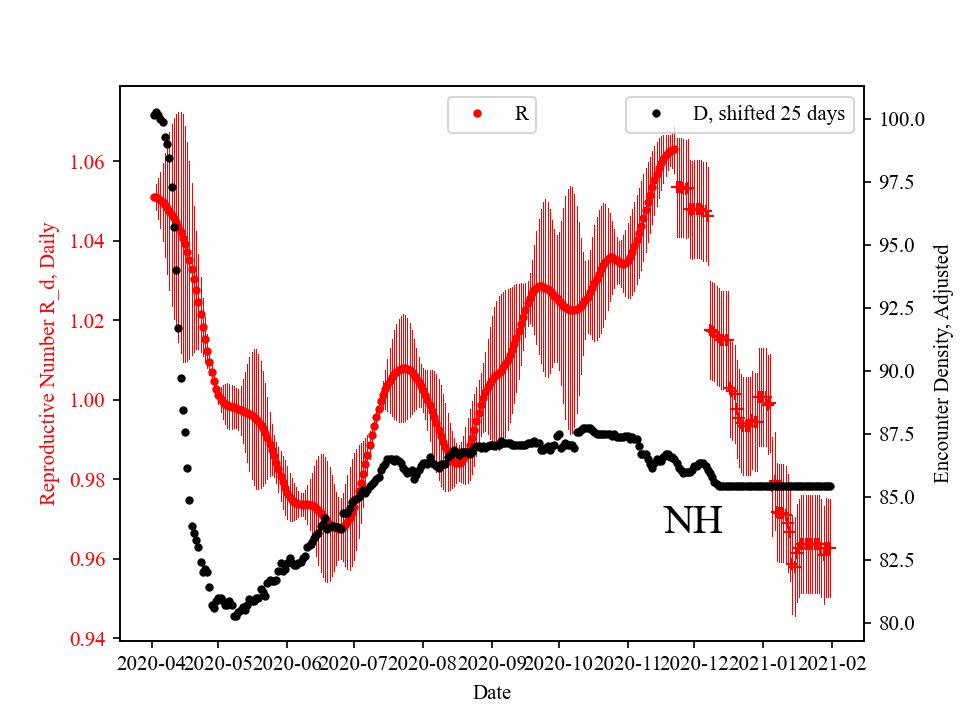 R
D, shifted 25 days
1.06
1.04
1.02
1.00
0.98
0.96
0.94
Reproductive Number R_d, Daily
100.0
97.5
95.0
92.5
90.0
87.5
85.0
82.5
80.0
Encounter Density, Adjusted
NH
2020-04 2020-05 2020-06 2020-07 2020-08 2020-09 2020-10 2020-11 2020-12 2021-01 2021-02
Date